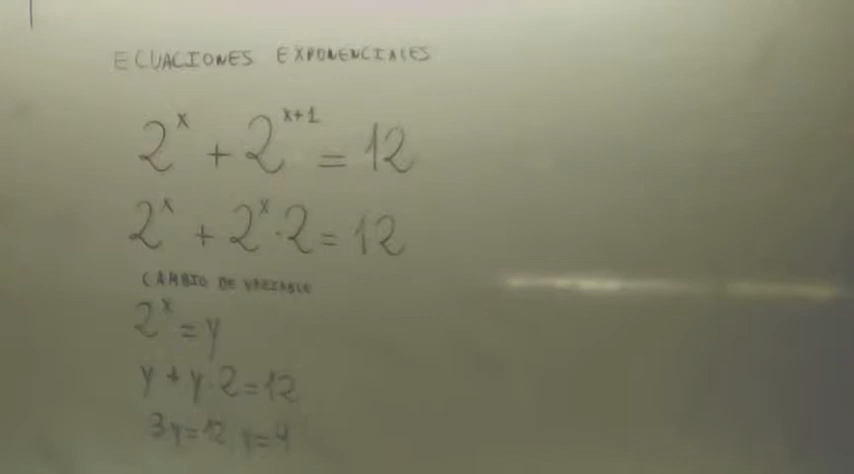 ECUACIONES EXPONENCIALES
2^x + 2^(x+1) = 12
2^x + 2^x · 2 = 12
CAMBIO DE VARIABLE
2^x = y
y + y · 2 = 12
3y = 12 y = 4